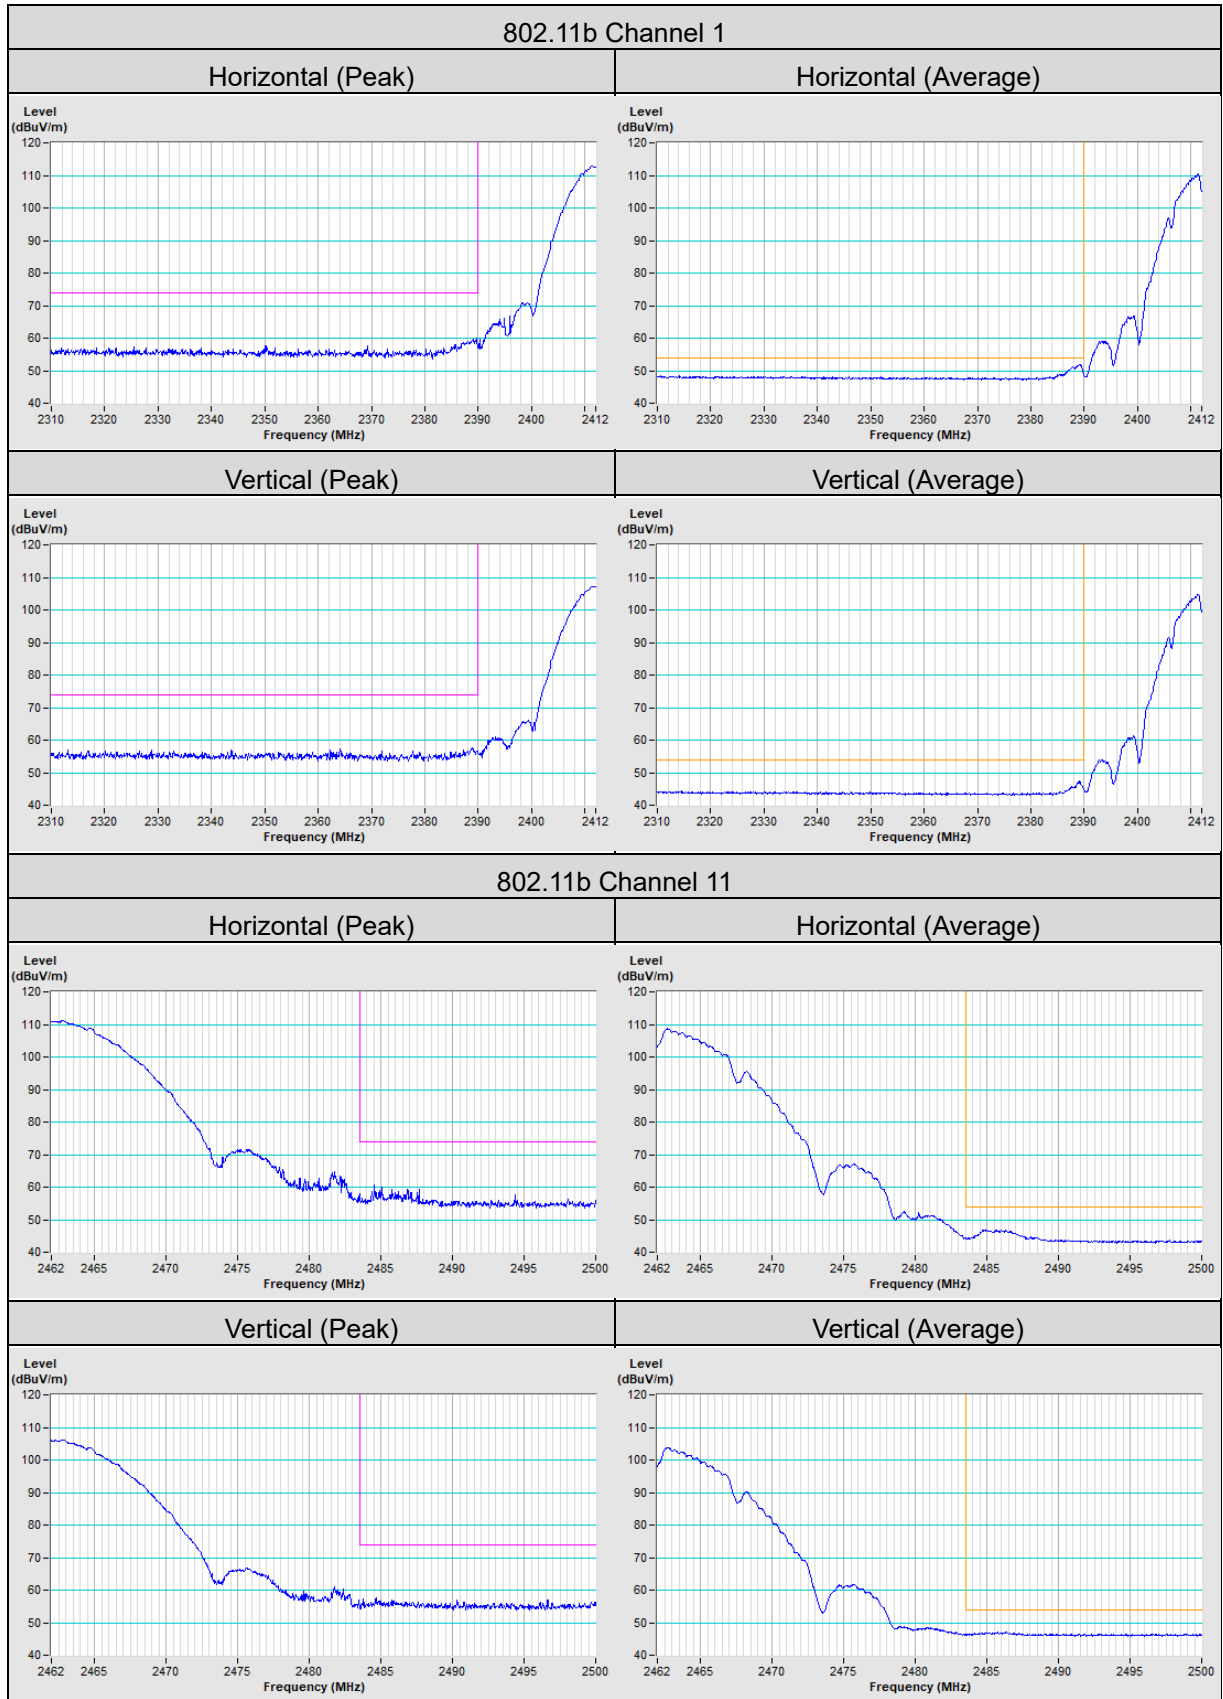 802.11b Channel 1
Horizontal (Peak) Horizontal (Average)
Level
(dBuV/m)
120
110
100
90
80
70
60
50
40
2310 2320 2330 2340 2350 2360 2370 2380 2390 2400 2412
Frequency (MHz)
Level
(dBuV/m)
120
110
100
90
80
70
60
50
40
2310 2320 2330 2340 2350 2360 2370 2380 2390 2400 2412
Frequency (MHz)
Vertical (Peak) Vertical (Average)
Level
(dBuV/m)
120
110
100
90
80
70
60
50
40
2310 2320 2330 2340 2350 2360 2370 2380 2390 2400 2412
Frequency (MHz)
Level
(dBuV/m)
120
110
100
90
80
70
60
50
40
2310 2320 2330 2340 2350 2360 2370 2380 2390 2400 2412
Frequency (MHz)
802.11b Channel 11
Horizontal (Peak) Horizontal (Average)
Level
(dBuV/m)
120
110
100
90
80
70
60
50
40
2462 2465 2470 2475 2480 2485 2490 2495 2500
Frequency (MHz)
Level
(dBuV/m)
120
110
100
90
80
70
60
50
40
2462 2465 2470 2475 2480 2485 2490 2495 2500
Frequency (MHz)
Vertical (Peak) Vertical (Average)
Level
(dBuV/m)
120
110
100
90
80
70
60
50
40
2462 2465 2470 2475 2480 2485 2490 2495 2500
Frequency (MHz)
Level
(dBuV/m)
120
110
100
90
80
70
60
50
40
2462 2465 2470 2475 2480 2485 2490 2495 2500
Frequency (MHz)